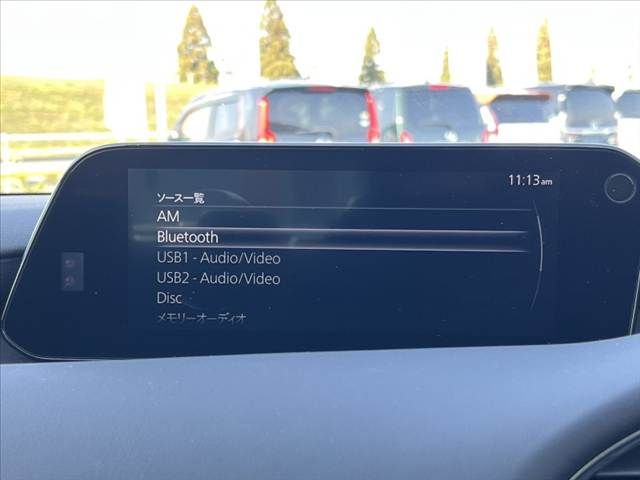 11:13am
ソース一覧
AM
Bluetooth
USB1 - Audio/Video
USB2 - Audio/Video
Disc
メモリーオーディオ